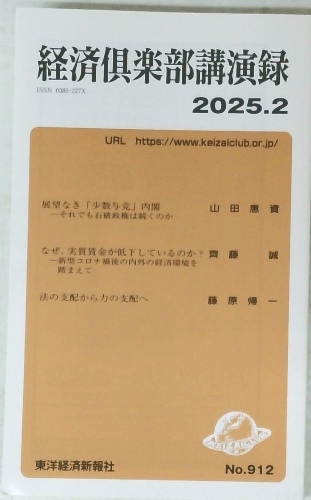 経済倶楽部講演録
ISSN 0385-227X
2025.2
URL https://www.keizaiclub.or.jp/
展望なき「少数与党」内閣 山田惠資
―それでも石破政権は続くのか
なぜ、実質賃金が低下しているのか? 齊藤誠
―新型コロナ禍後の内外の経済環境を
踏まえて
法の支配から力の支配へ 藤原帰一
東洋経済新報社
No.912